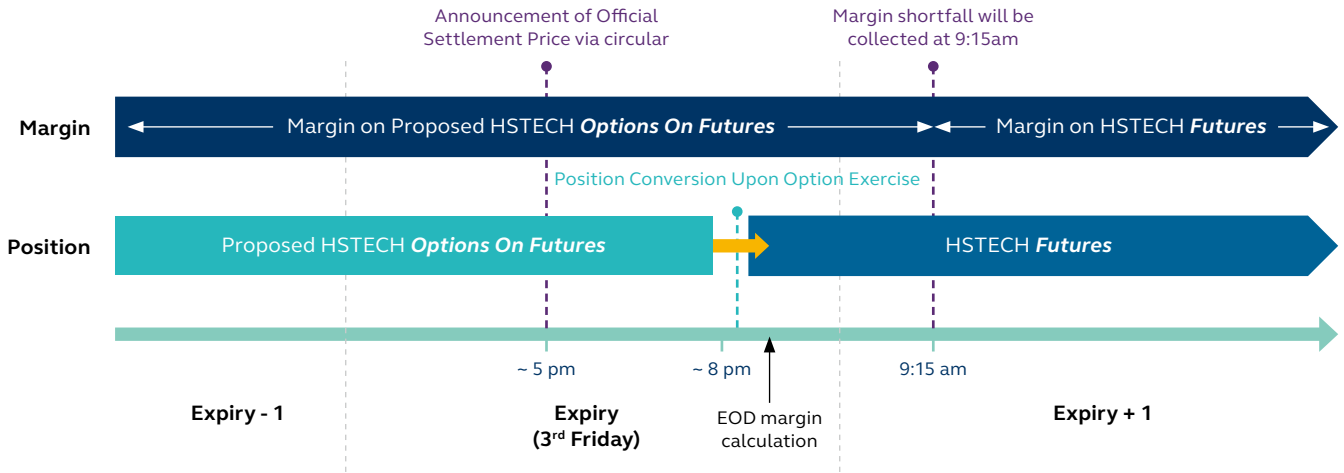 Announcement of Official
Settlement Price via circular
Margin shortfall will be
collected at 9:15am
Margin
Margin on Proposed HSTECH Options On Futures
Margin on HSTECH Futures
Position Conversion Upon Option Exercise
Position
Proposed HSTECH Options On Futures
HSTECH Futures
~ 5 pm
~ 8 pm
9:15 am
Expiry - 1
Expiry
(3rd Friday)
EOD margin
calculation
Expiry + 1